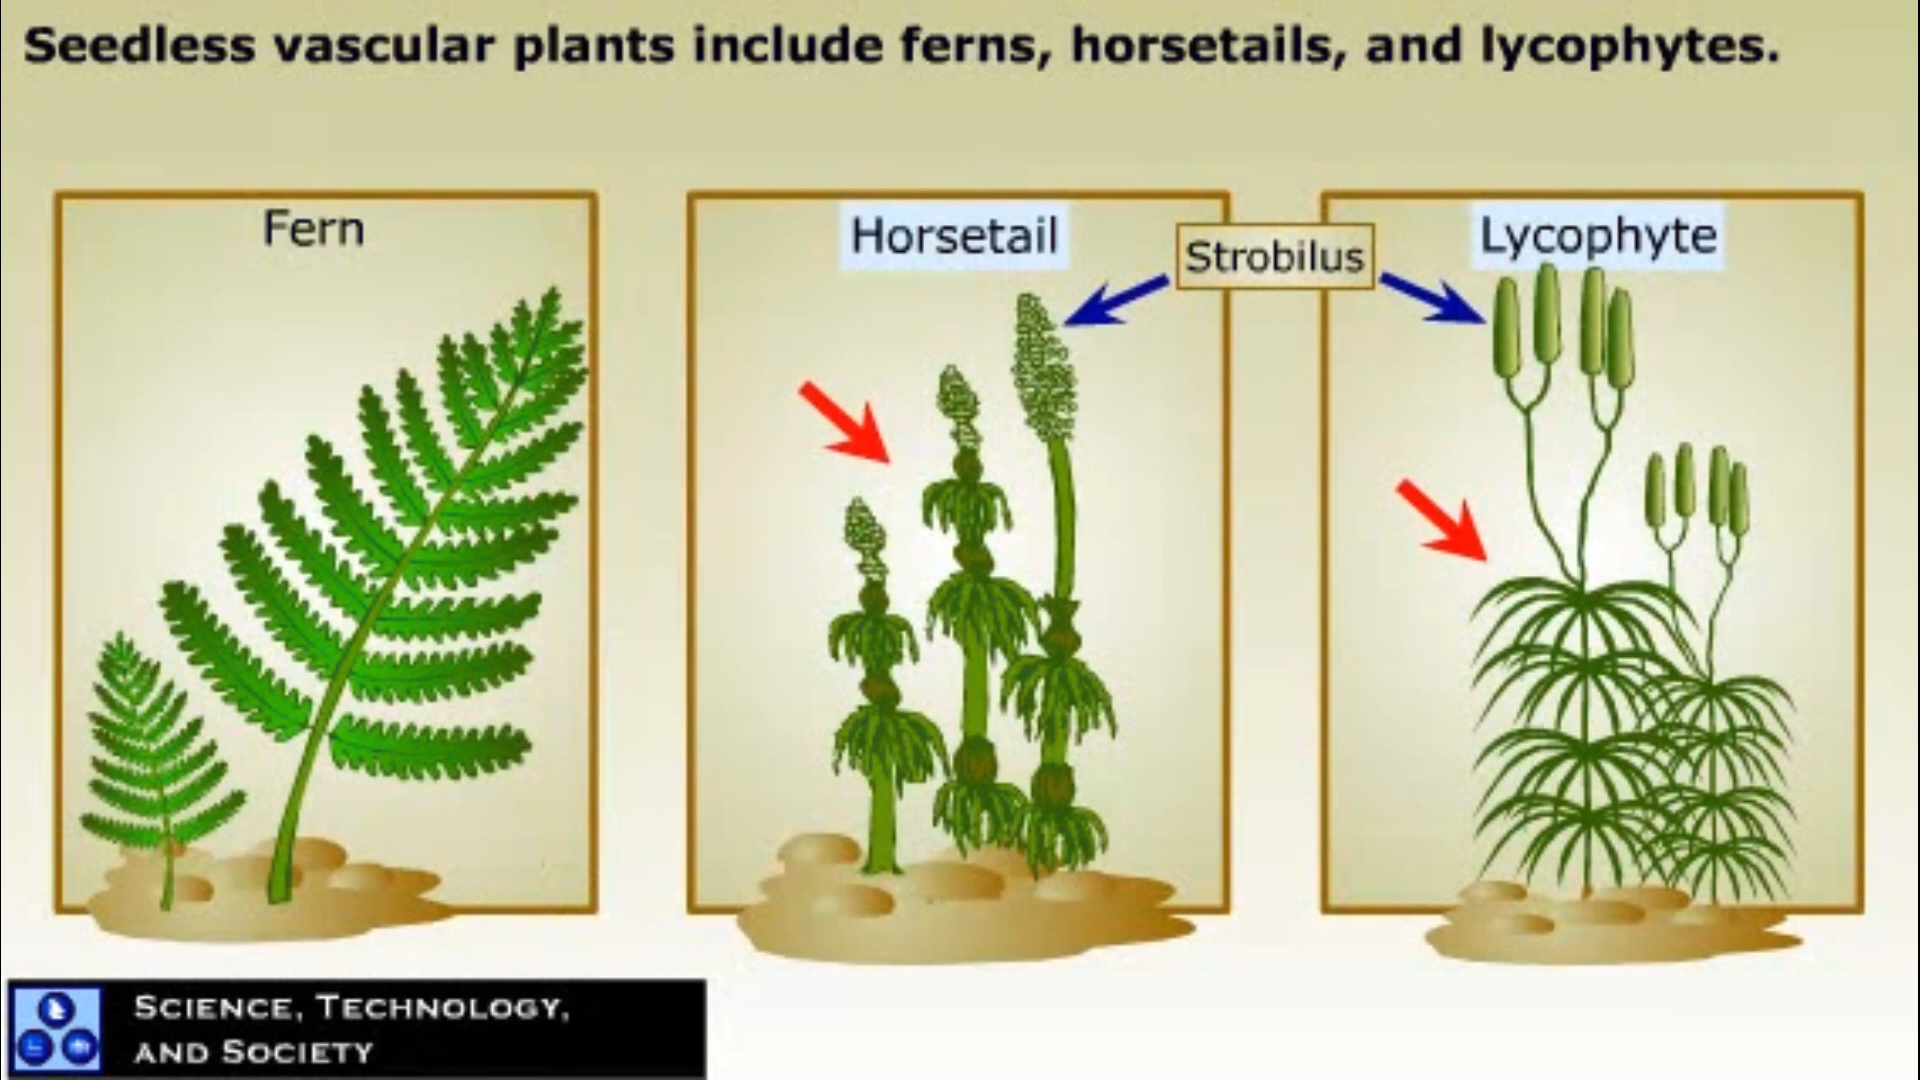 Seedless vascular plants include ferns, horsetails, and lycophytes.
Fern
Horsetail
Strobilus
Lycophyte
SCIENCE, TECHNOLOGY,
AND SOCIETY